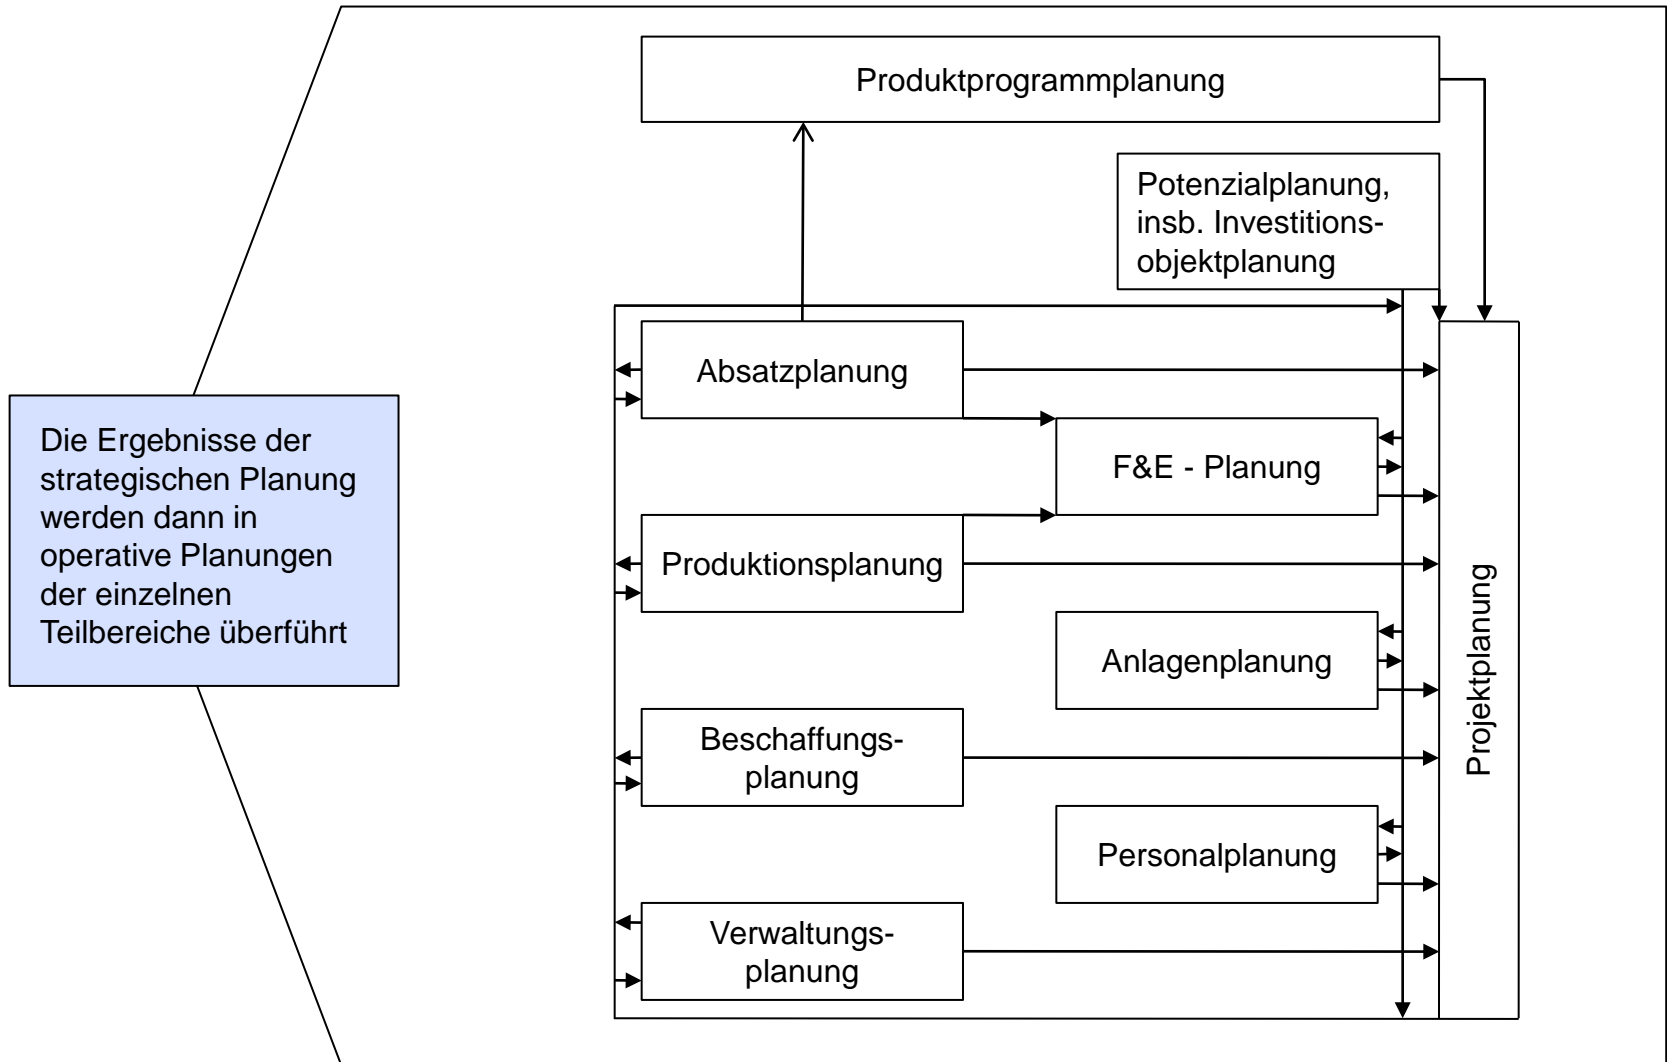 Produktprogrammplanung
Potenzialplanung,
insb. Investitions-
objektplanung
Absatzplanung
Die Ergebnisse der
strategischen Planung
werden dann in
operative Planungen
der einzelnen
Teilbereiche überführt
F&E - Planung
Produktionsplanung
Anlagenplanung
Projektplanung
Beschaffungs-
planung
Personalplanung
Verwaltungs-
planung